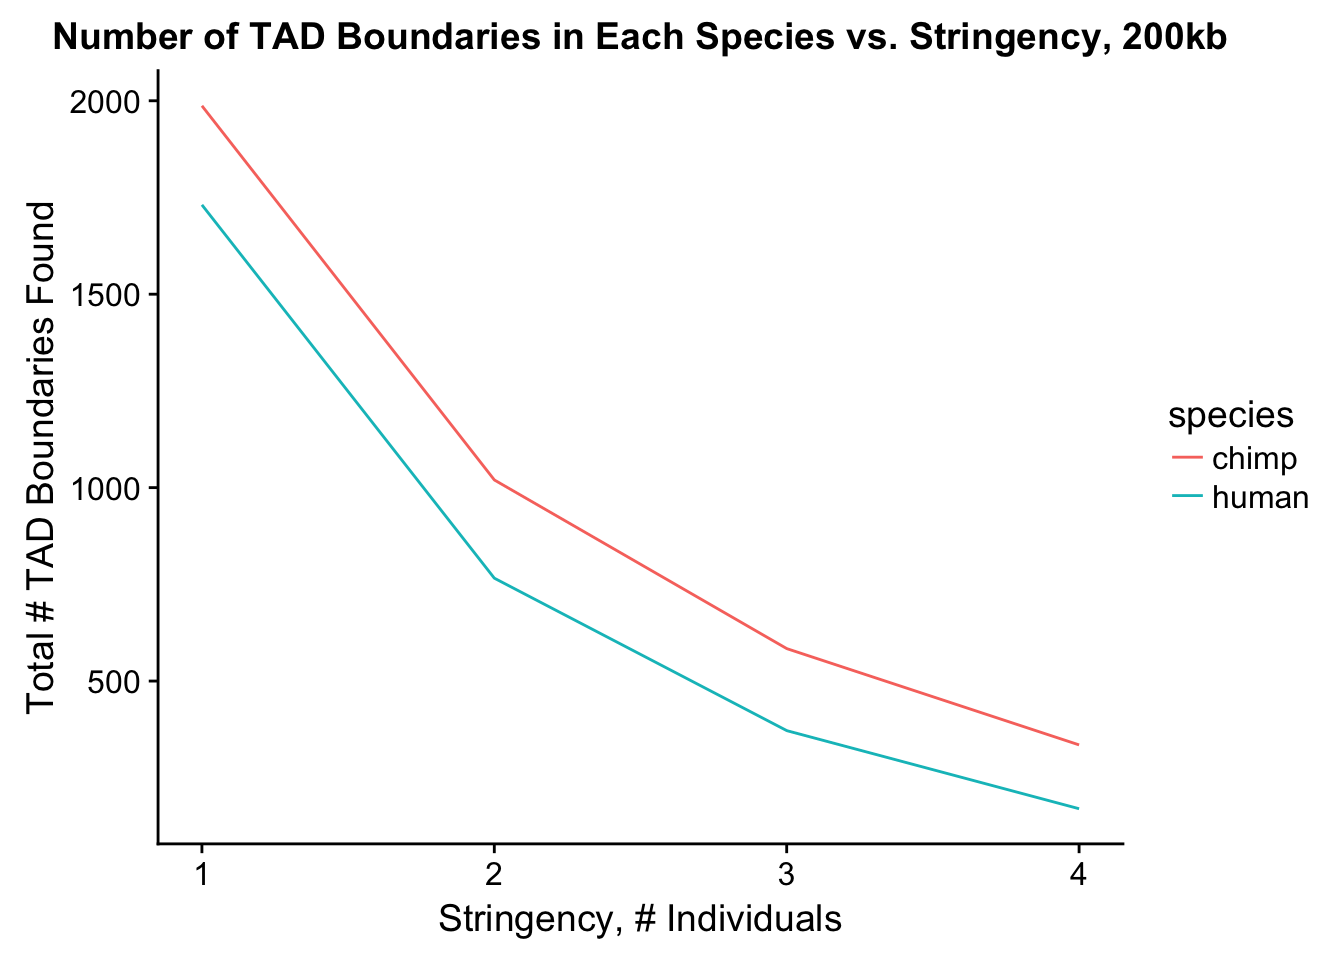 Number of TAD Boundaries in Each Species vs. Stringency, 200kb
Total # TAD Boundaries Found
2000
1500
1000
500
1 2 3 4
Stringency, # Individuals
species
chimp
human